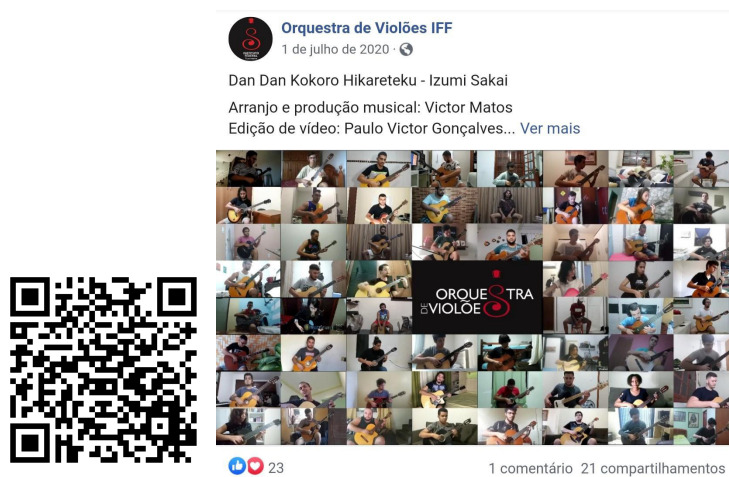 Orquestra de Violões IFF
1 de julho de 2020
Dan Dan Kokoro Hikareteku - Izumi Sakai
Arranjo e produção musical: Victor Matos
Edição de vídeo: Paulo Victor Gonçalves... Ver mais
ORQUESTRA
DE VIOLÕES
23
1 comentário 21 compartilhamentos